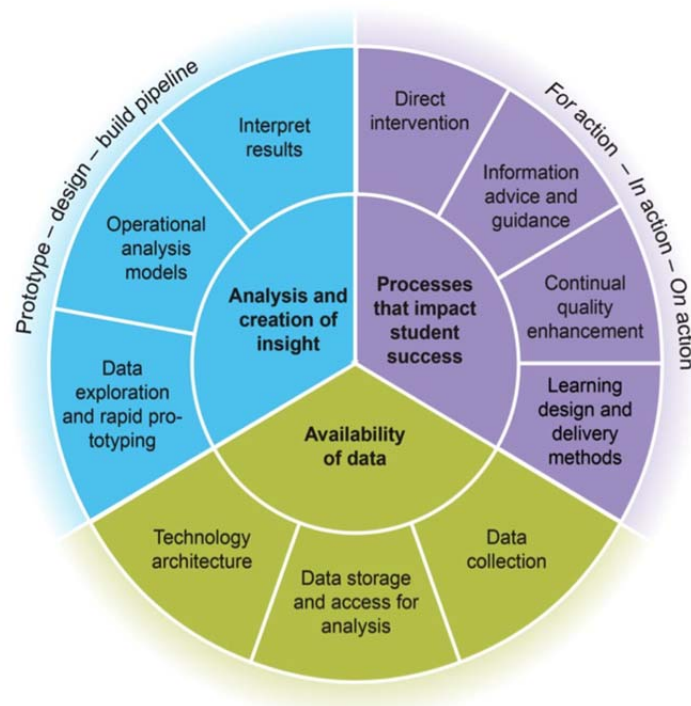 Prototype – design – build pipeline
For action – In action – On action
Interpret
results
Operational
analysis
models
Data
exploration
and rapid pro-
totyping
Analysis and
creation of
insight
Direct
intervention
Information
advice and
guidance
Continual
quality
enhancement
Learning
design and
delivery
methods
Processes
that impact
student
success
Availability
of data
Technology
architecture
Data storage
and access for
analysis
Data
collection